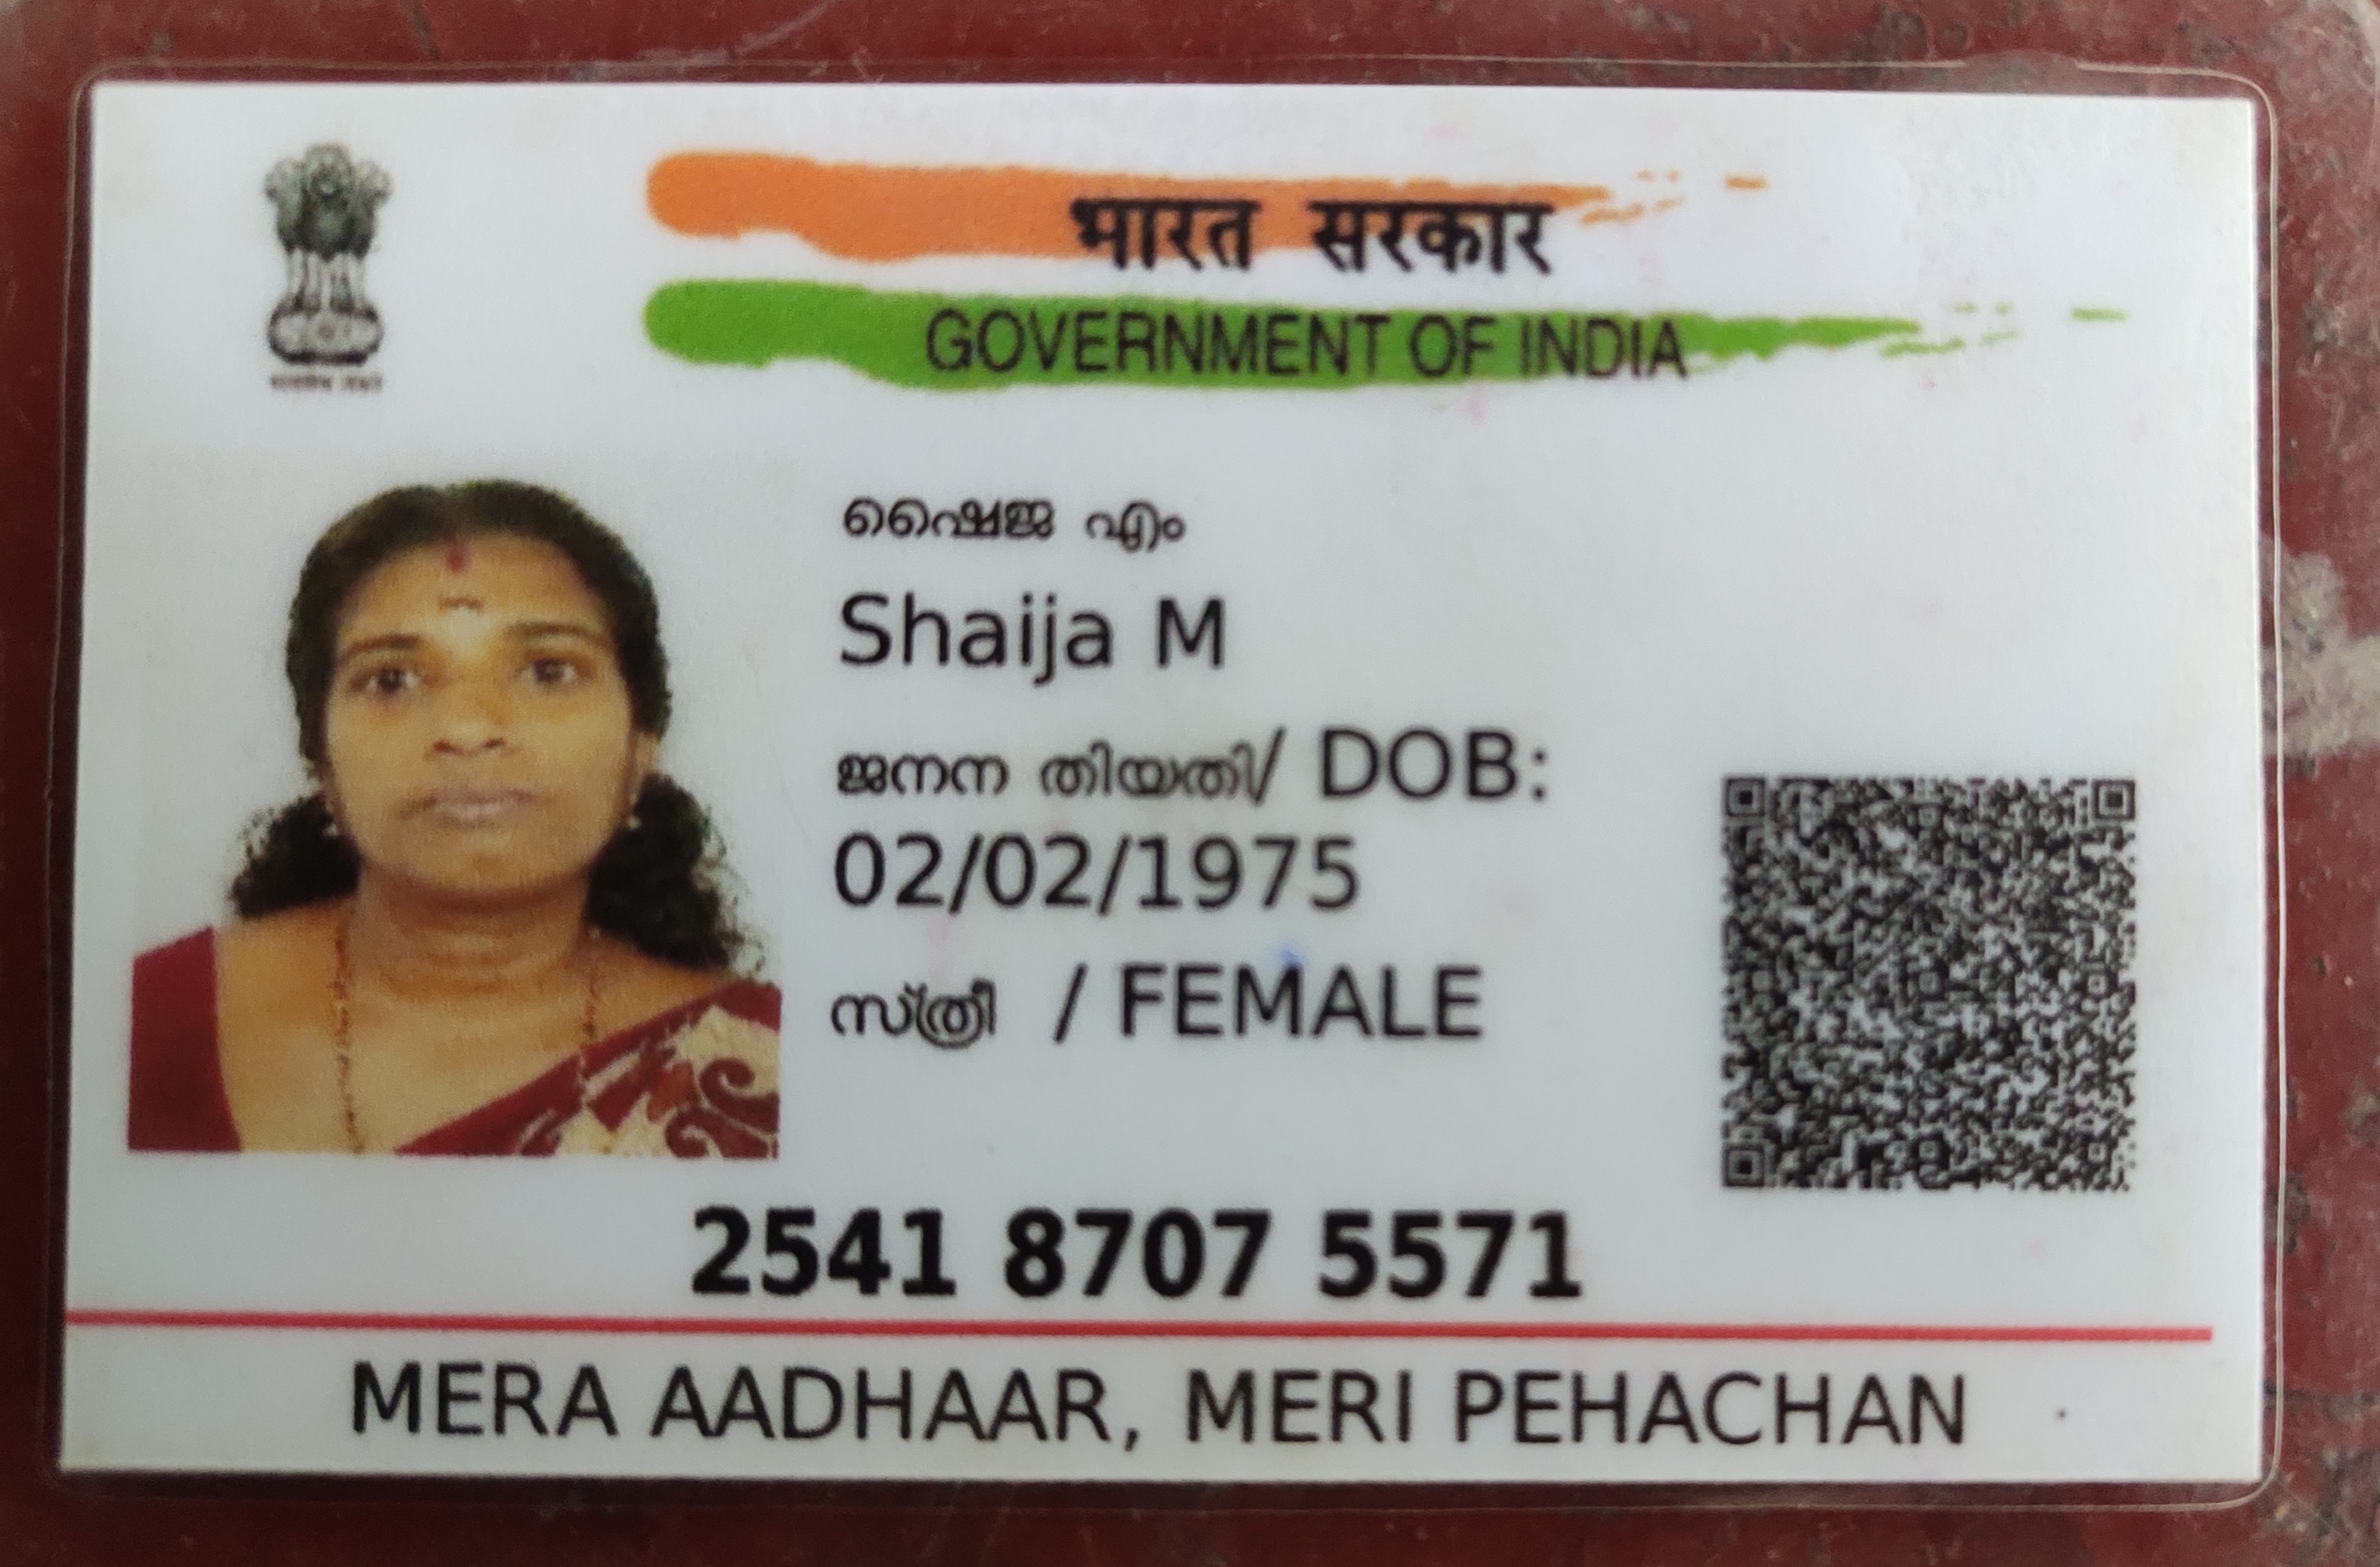 भारत सरकार
GOVERNMENT OF INDIA
ഷൈജ എം
Shaija M
ജനന തിയതി/ DOB:
02/02/1975
സ്ത്രീ / FEMALE
2541 8707 5571
MERA AADHAAR, MERI PEHACHAN